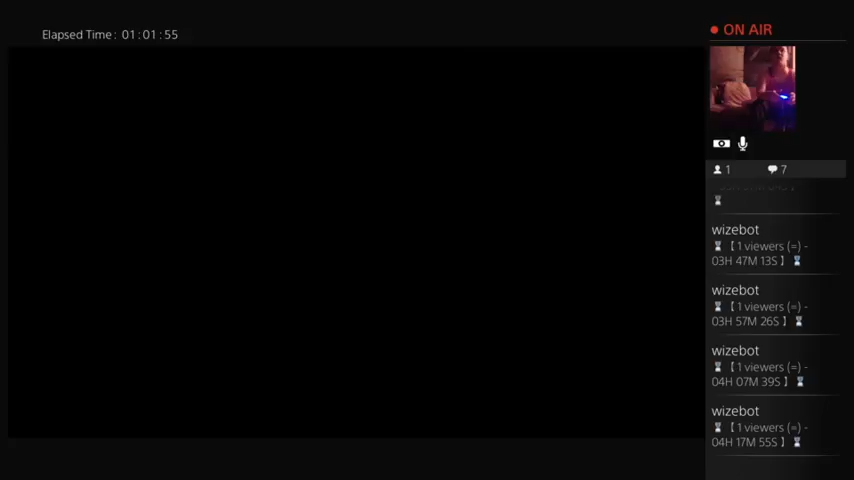 Elapsed Time: 01:01:55
ON AIR
1 7
wizebot
⌛【1 viewers (=) -
03H 47M 13S】⌛
wizebot
⌛【1 viewers (=) -
03H 57M 26S】⌛
wizebot
⌛【1 viewers (=) -
04H 07M 39S】⌛
wizebot
⌛【1 viewers (=) -
04H 17M 55S】⌛